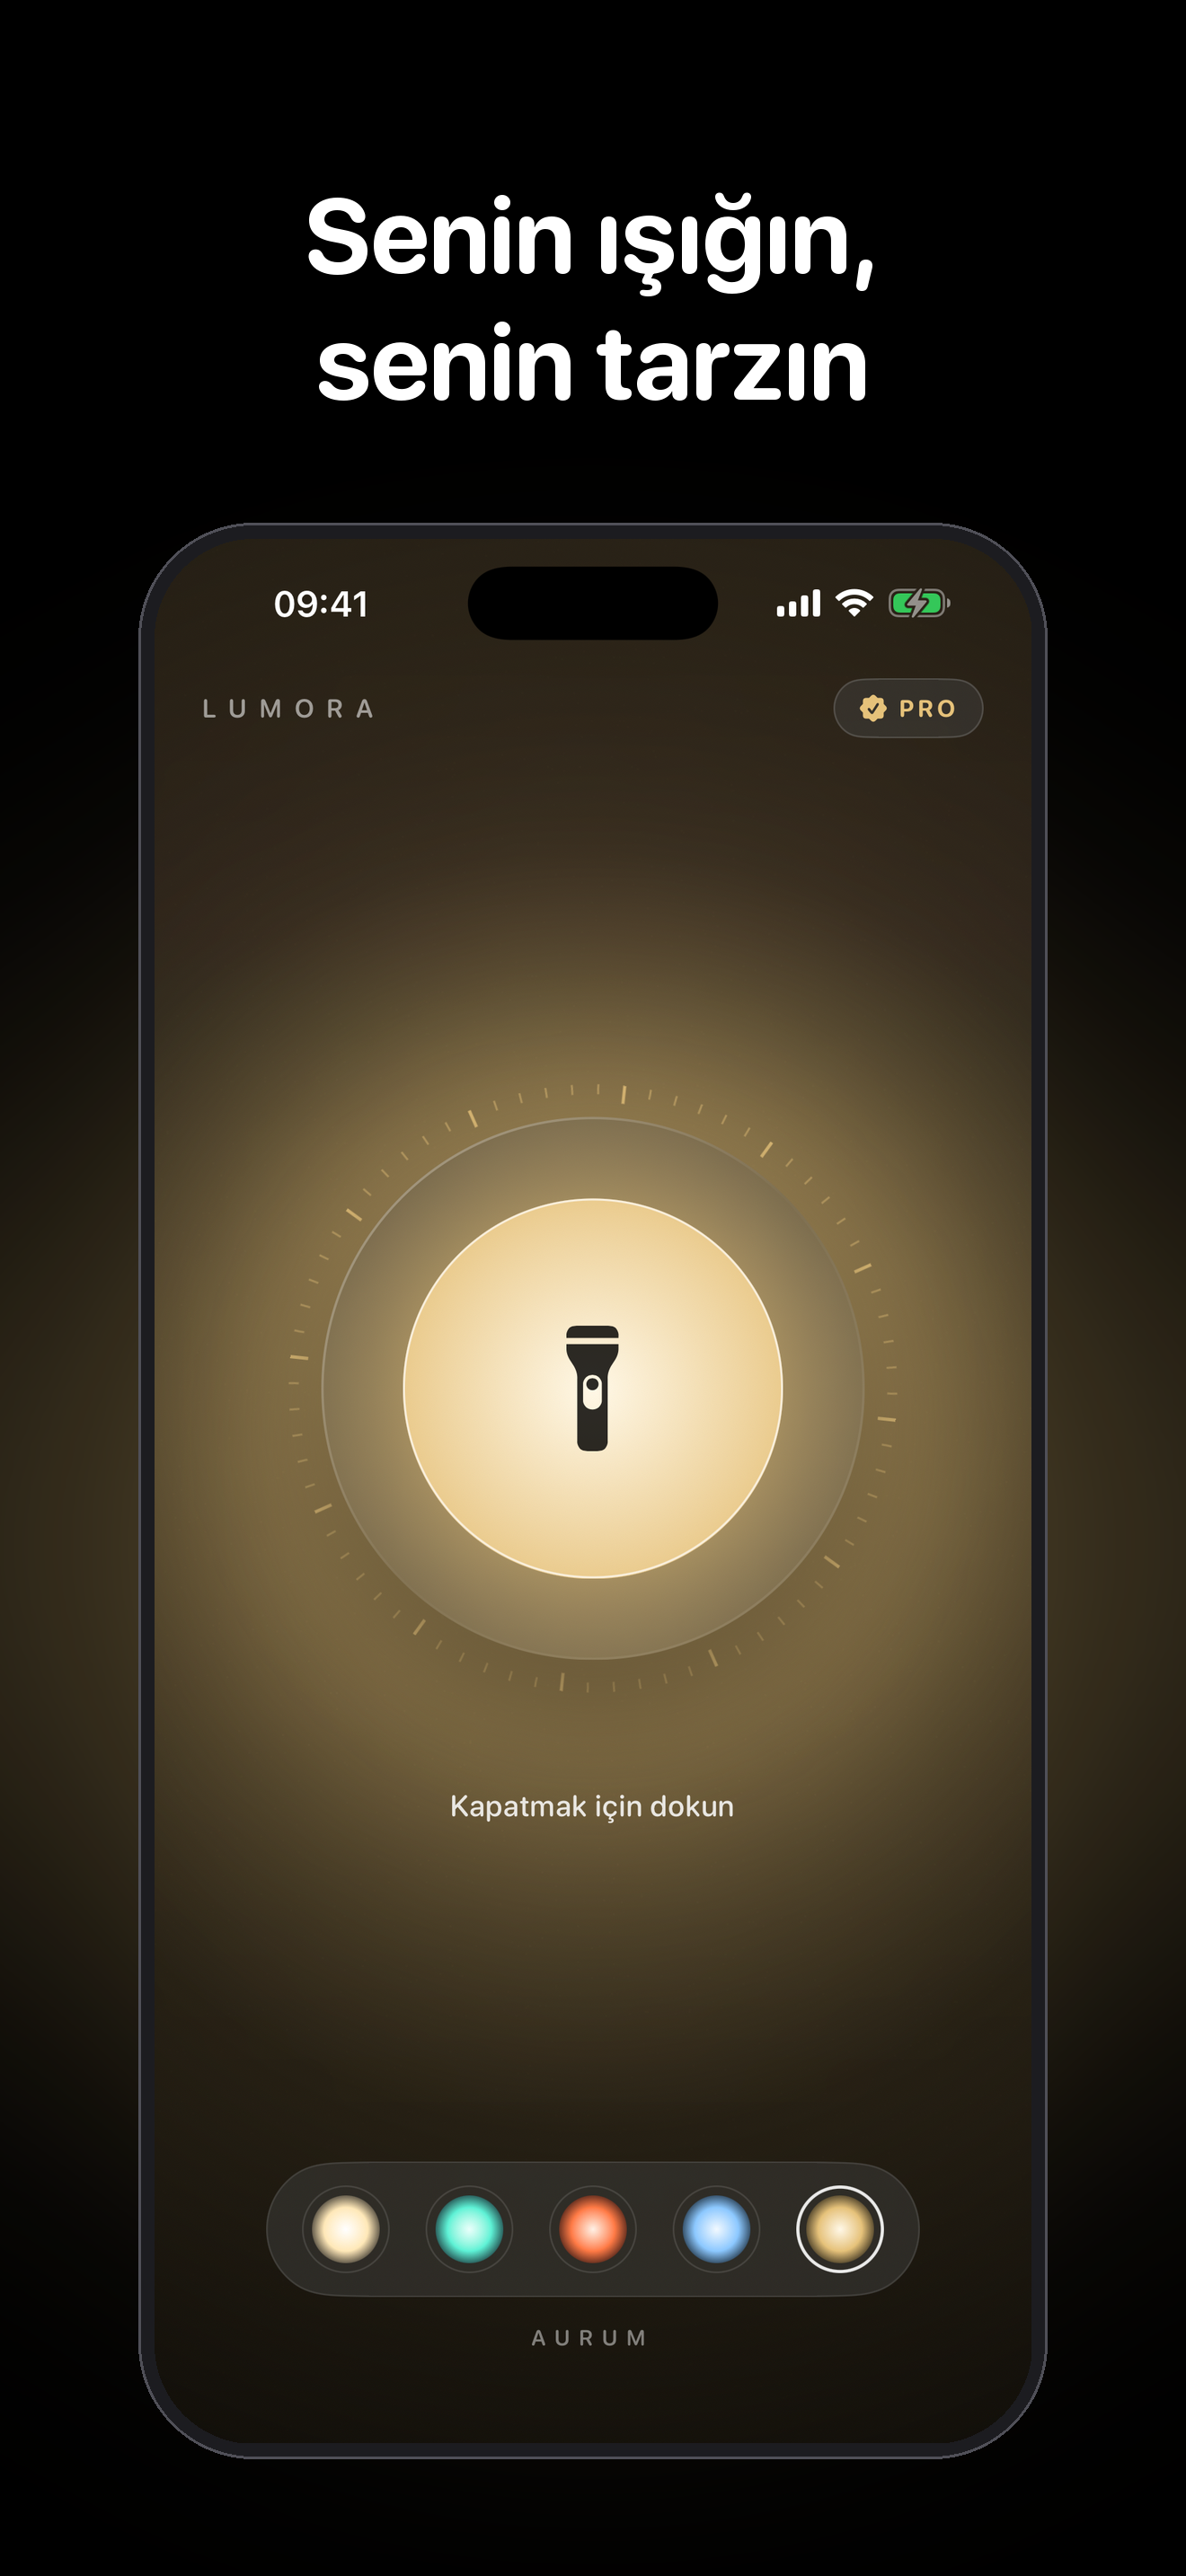 Senin ışığın,
senin tarzın
09:41
LUMORA
PRO
Kapatmak için dokun
AURUM